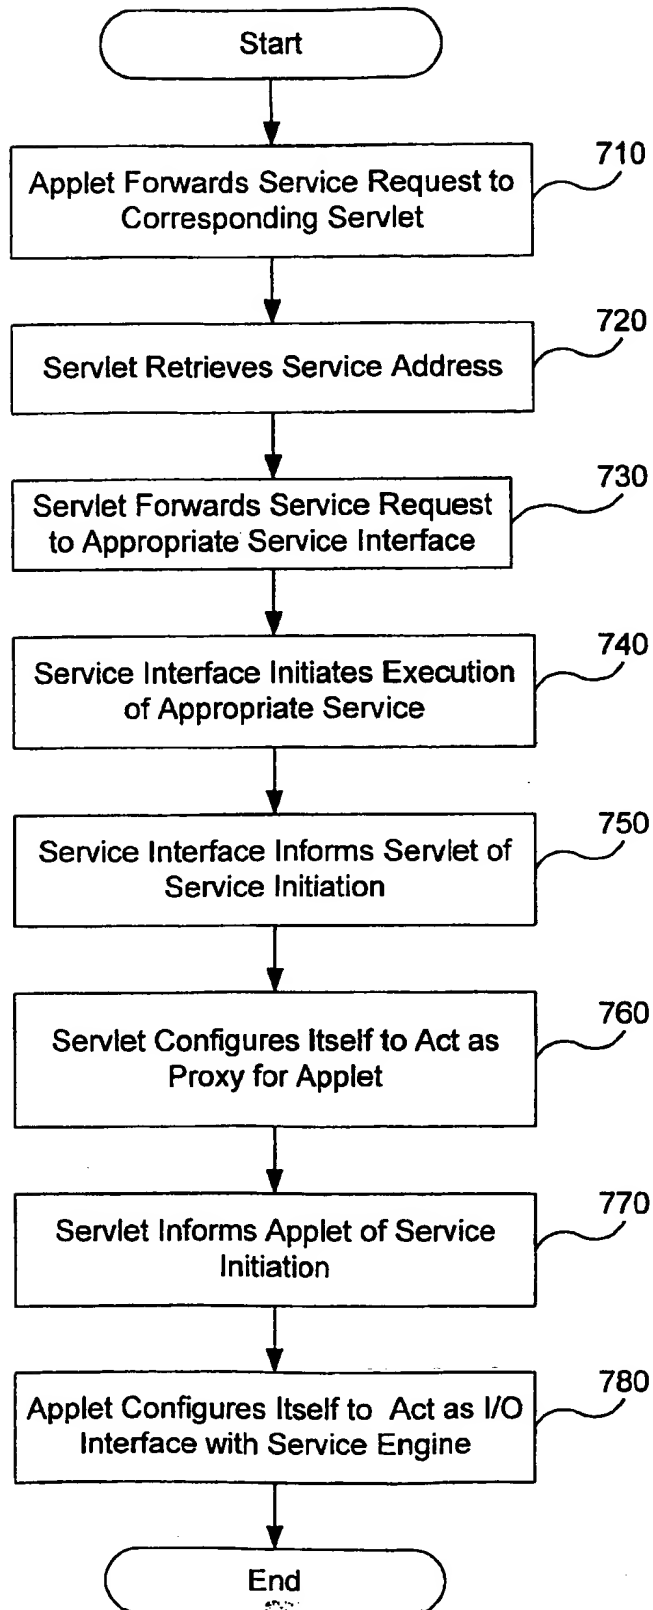 Start
710
Applet Forwards Service Request to
Corresponding Servlet
720
Servlet Retrieves Service Address
730
Servlet Forwards Service Request
to Appropriate Service Interface
740
Service Interface Initiates Execution
of Appropriate Service
750
Service Interface Informs Servlet of
Service Initiation
760
Servlet Configures Itself to Act as
Proxy for Applet
770
Servlet Informs Applet of Service
Initiation
780
Applet Configures Itself to Act as I/O
Interface with Service Engine
End